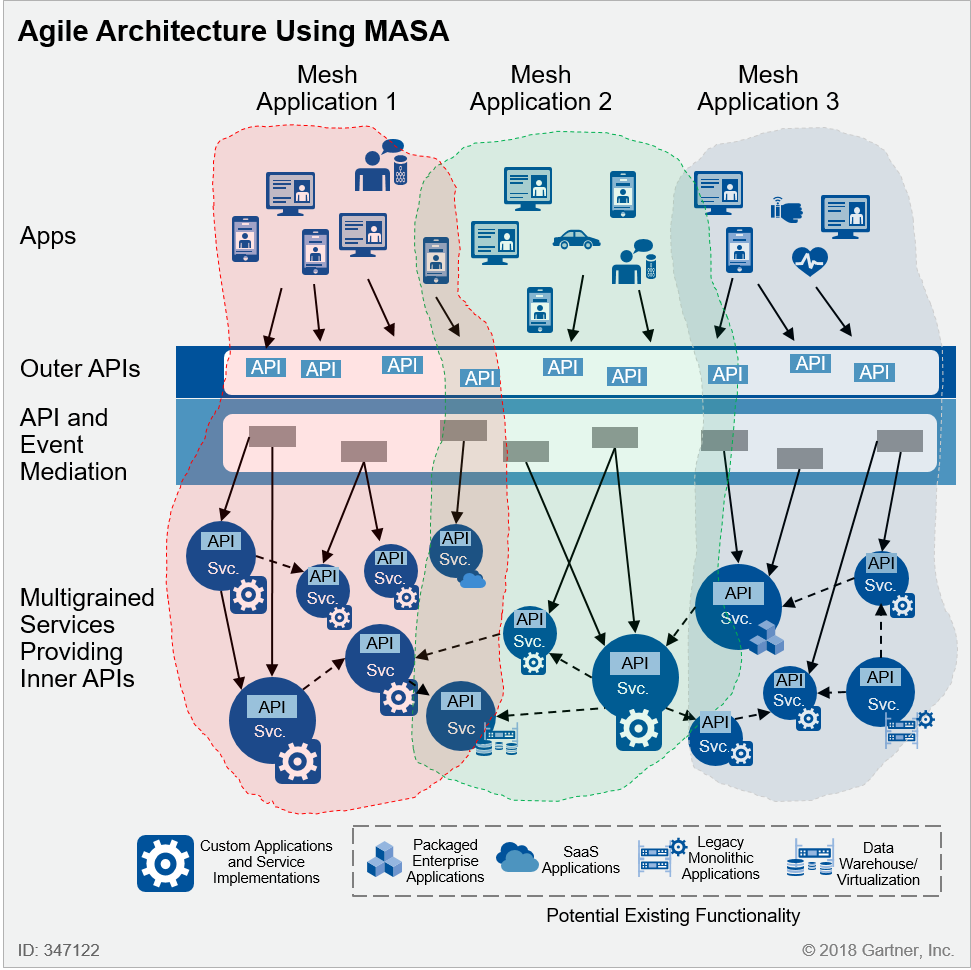 Agile Architecture Using MASA
Mesh
Application 1
Mesh
Application 2
Mesh
Application 3
Apps
Outer APIs
API
API
API
API
API
API
API
API
API
API and
Event
Mediation
Multigrained
Services
Providing
Inner APIs
API
Svc.
API
Svc.
API
Svc.
API
Svc.
API
Svc.
API
Svc.
API
Svc.
API
Svc
API
Svc.
API
Svc.
API
Svc.
API
Svc
API
Svc.
API
Svc.
Custom Applications
and Service
Implementations
Packaged
Enterprise
Applications
SaaS
Applications
Legacy
Monolithic
Applications
Data
Warehouse/
Virtualization
Potential Existing Functionality
ID: 347122
© 2018 Gartner, Inc.